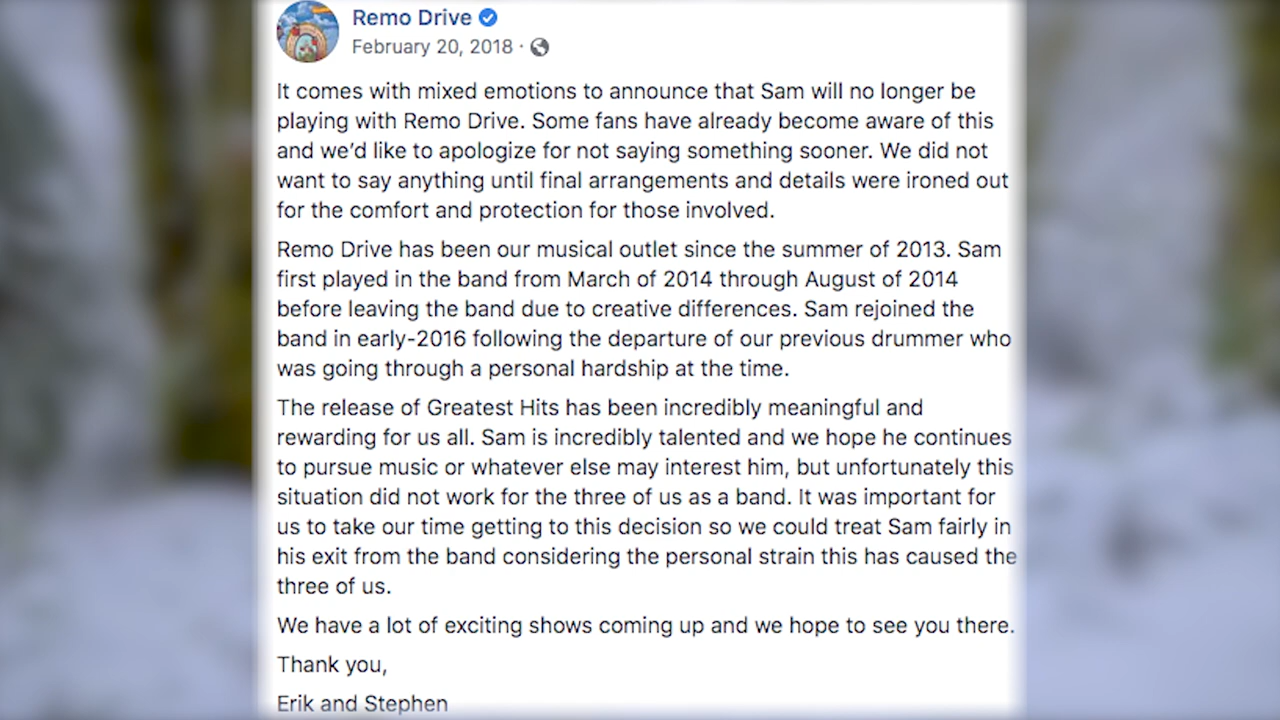 Remo Drive
February 20, 2018 ·
It comes with mixed emotions to announce that Sam will no longer be
playing with Remo Drive. Some fans have already become aware of this
and we’d like to apologize for not saying something sooner. We did not
want to say anything until final arrangements and details were ironed out
for the comfort and protection for those involved.
Remo Drive has been our musical outlet since the summer of 2013. Sam
first played in the band from March of 2014 through August of 2014
before leaving the band due to creative differences. Sam rejoined the
band in early-2016 following the departure of our previous drummer who
was going through a personal hardship at the time.
The release of Greatest Hits has been incredibly meaningful and
rewarding for us all. Sam is incredibly talented and we hope he continues
to pursue music or whatever else may interest him, but unfortunately this
situation did not work for the three of us as a band. It was important for
us to take our time getting to this decision so we could treat Sam fairly in
his exit from the band considering the personal strain this has caused the
three of us.
We have a lot of exciting shows coming up and we hope to see you there.
Thank you,
Erik and Stephen